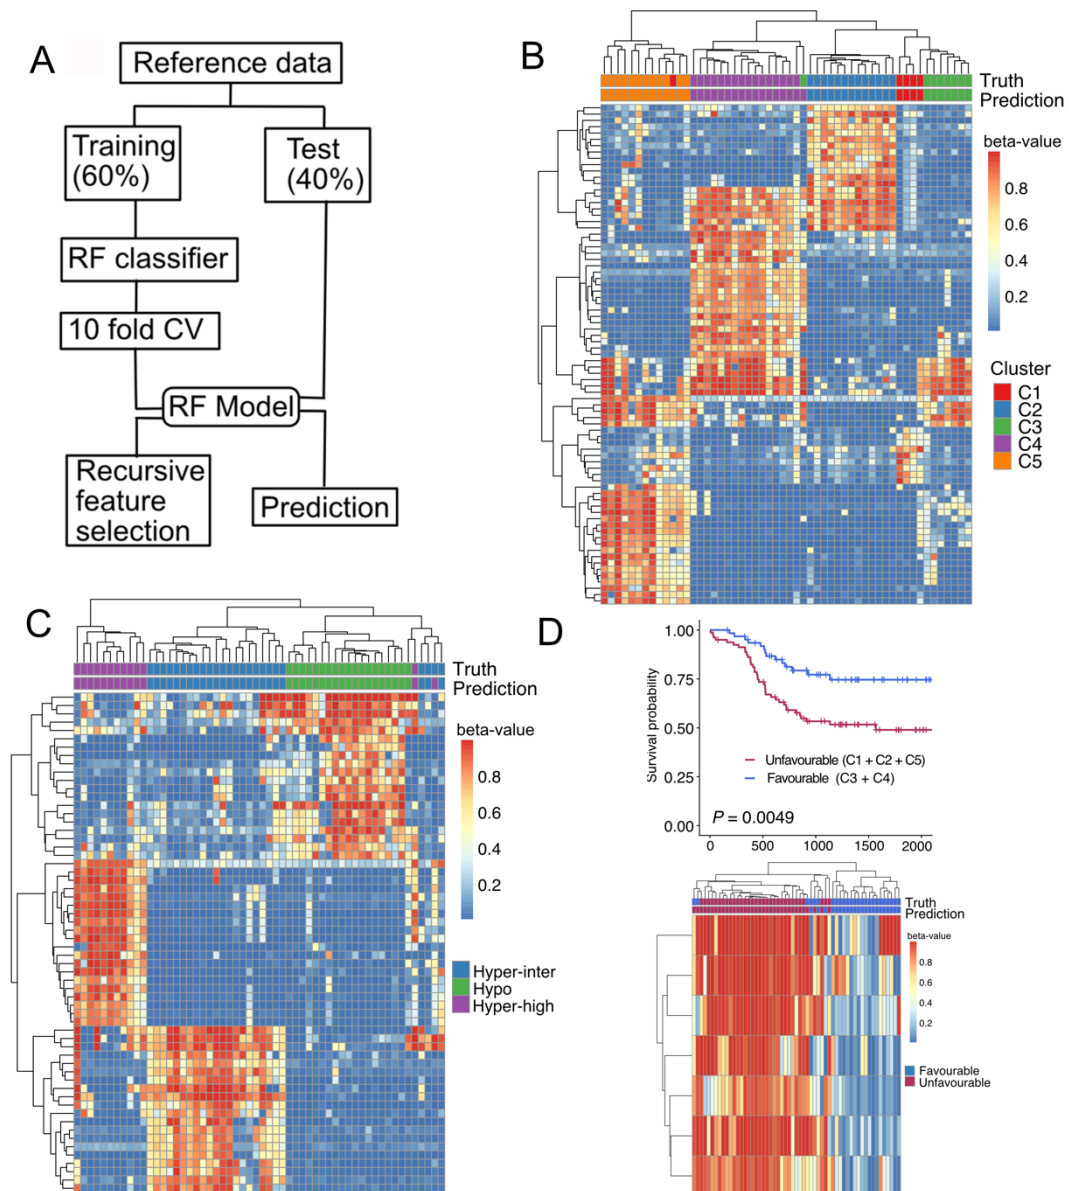 A
Reference data
Training
(60%)
Test
(40%)
RF classifier
10 fold CV
RF Model
Recursive
feature
selection
Prediction
B
Truth
Prediction
beta-value
0.8
0.6
0.4
0.2
Cluster
C1
C2
C3
C4
C5
C
Truth
Prediction
beta-value
0.8
0.6
0.4
0.2
Hyper-inter
Hypo
Hyper-high
D
Survival probability
1.00
0.75
0.50
0.25
0.00
Unfavourable (C1 + C2 + C5)
Favourable (C3 + C4)
P = 0.0049
0 500 1000 1500 2000
Truth
Prediction
beta-value
0.8
0.6
0.4
0.2
Favourable
Unfavourable